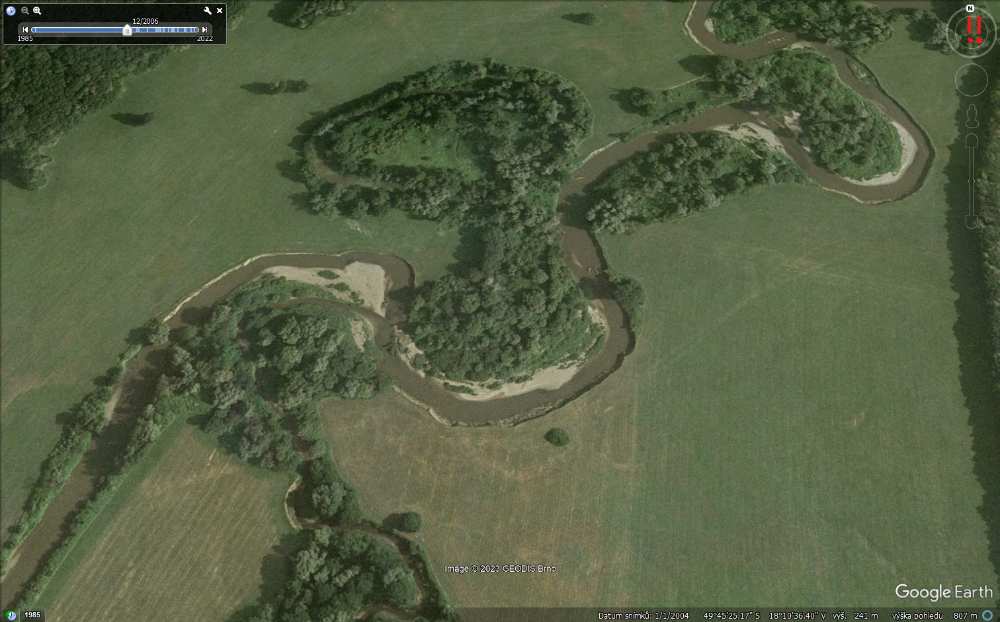 12/2006
1985
2022
N
!!
Image © 2023 GEODIS Brno
Google Earth
1985
Datum snímků: 1/1/2004 49°45'25.17" S 18°10'36.40" V výš. 241 m výška pohledu 807 m